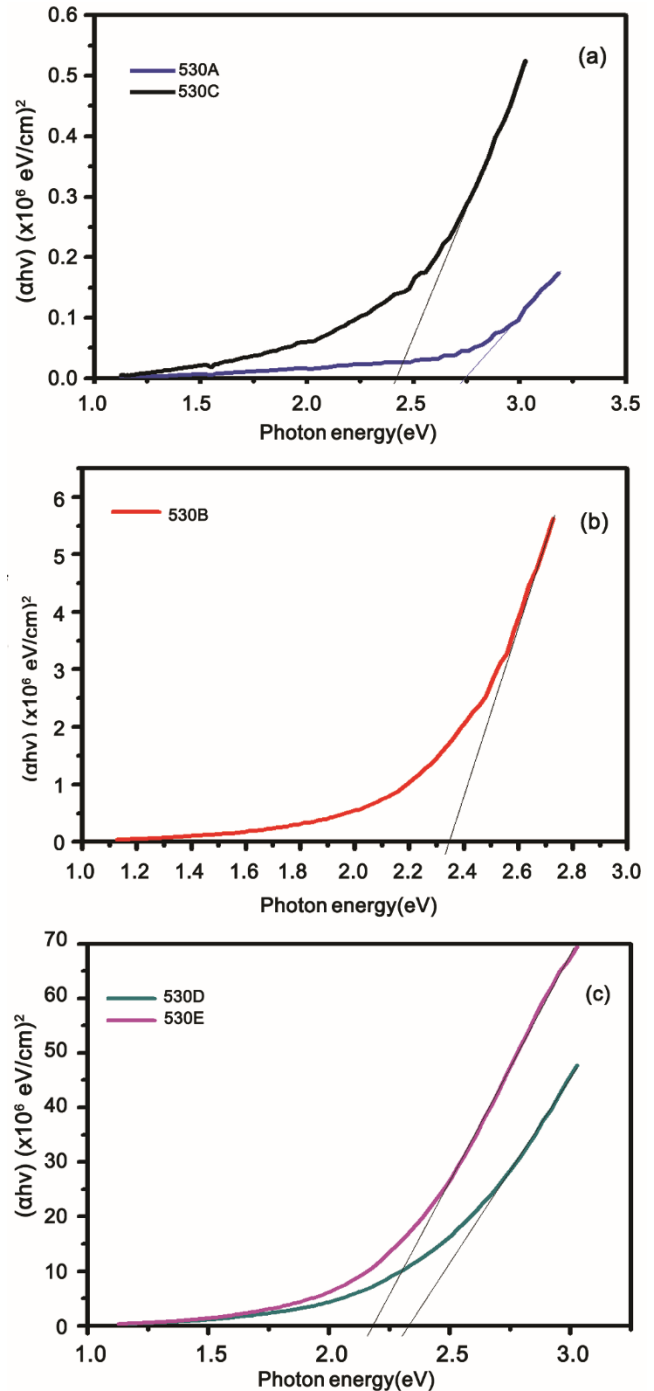 (a)
530A
530C
(αhν) (x10⁶ eV/cm)²
0.6
0.5
0.4
0.3
0.2
0.1
0.0
1.0 1.5 2.0 2.5 3.0 3.5
Photon energy(eV)
(b)
530B
(αhν) (x10⁶ eV/cm)²
6
5
4
3
2
1
0
1.0 1.2 1.4 1.6 1.8 2.0 2.2 2.4 2.6 2.8 3.0
Photon energy(eV)
(c)
530D
530E
(αhν) (x10⁶ eV/cm)²
70
60
50
40
30
20
10
0
1.0 1.5 2.0 2.5 3.0
Photon energy(eV)